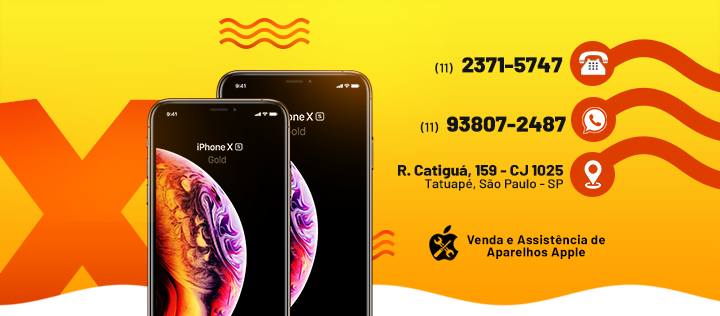 X
9:41
one X S
Gold
9:41
iPhone X S
Gold
(11) 2371-5747
(11) 93807-2487
R. Catiguá, 159 - CJ 1025
Tatuapé, São Paulo - SP
Venda e Assistência de
Aparelhos Apple